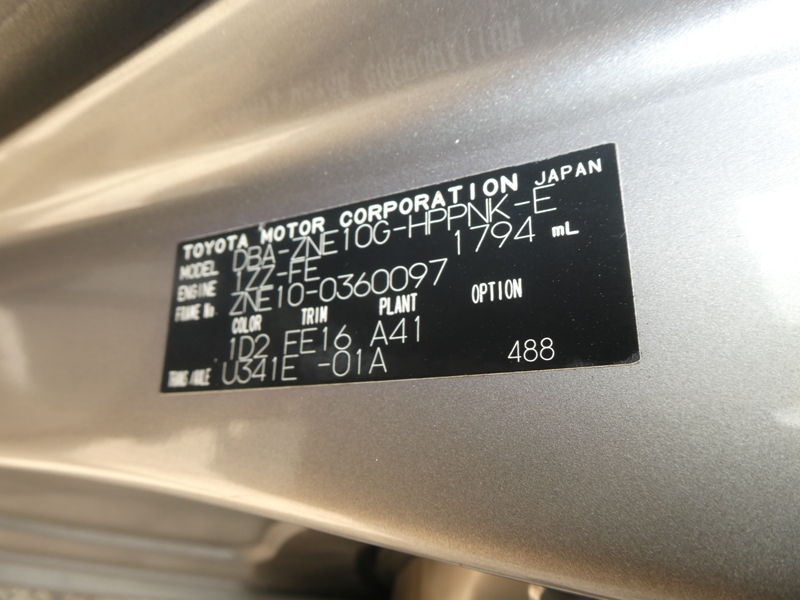 TOYOTA MOTOR CORPORATION JAPAN
MODEL DBA-ZNE10G-HPPNK-E
ENGINE 1ZZ-FE 1794 mL
FRAME No. ZNE10-0360097
COLOR TRIM PLANT OPTION
1D2 FE16 A41
TRANS/AXLE U341E -01A 488